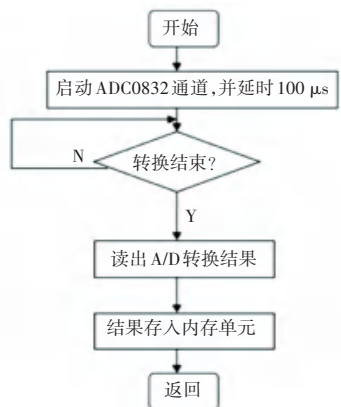 开始
启动ADC0832通道,并延时100 μs
转换结束?
N
Y
读出A/D转换结果
结果存入内存单元
返回